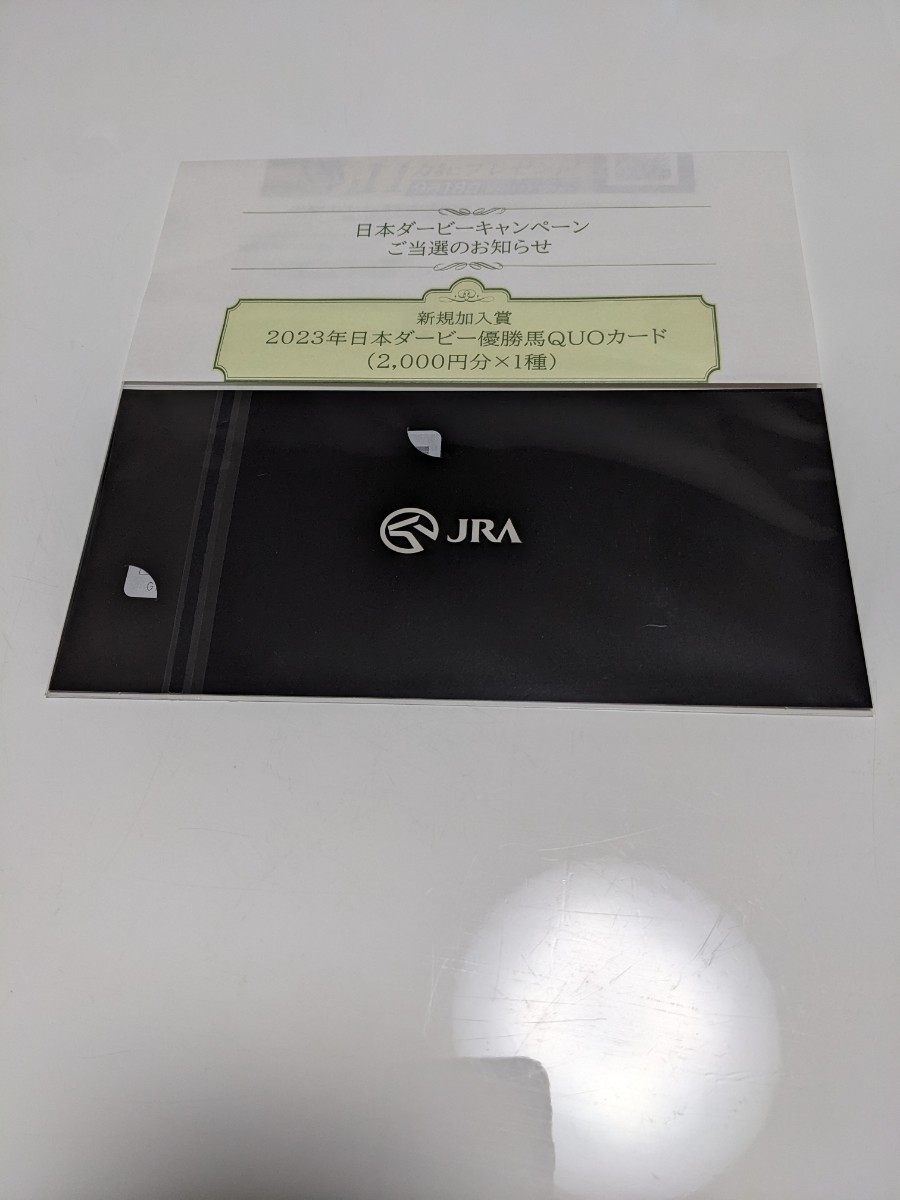 日本ダービーキャンペーン
ご当選のお知らせ
新規加入賞
2023年日本ダービー優勝馬QUOカード
(2,000円分×1種)
JRA